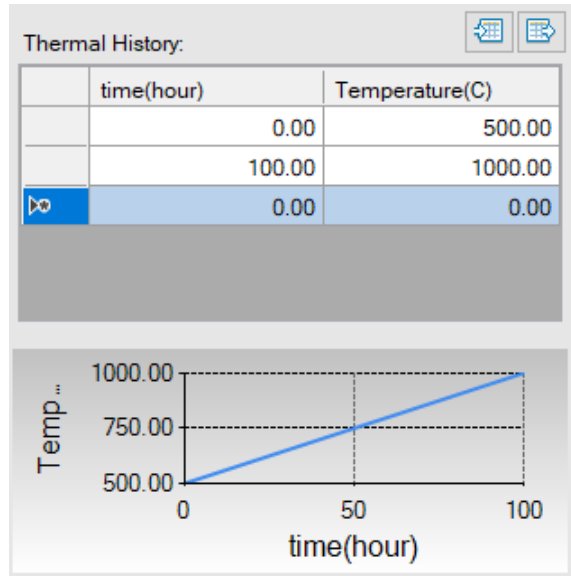 Thermal History:
time(hour) Temperature(C)
0.00 500.00
100.00 1000.00
0.00 0.00
1000.00
750.00
500.00
Temp...
0 50 100
time(hour)